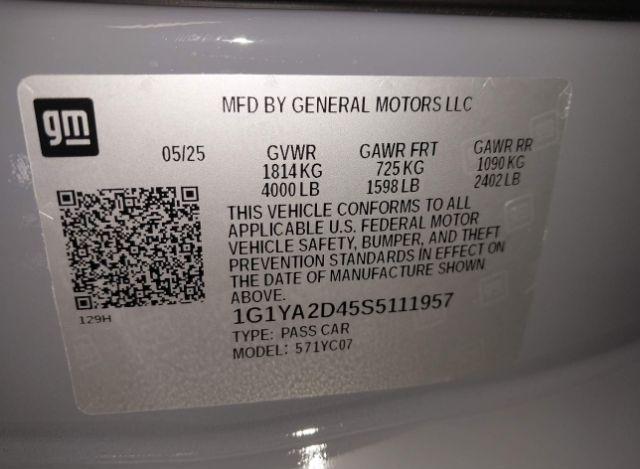 gm
MFD BY GENERAL MOTORS LLC
05/25 GVWR GAWR FRT GAWR RR
1814 KG 725 KG 1090 KG
4000 LB 1598 LB 2402 LB
THIS VEHICLE CONFORMS TO ALL
APPLICABLE U.S. FEDERAL MOTOR
VEHICLE SAFETY, BUMPER, AND THEFT
PREVENTION STANDARDS IN EFFECT ON
THE DATE OF MANUFACTURE SHOWN
ABOVE.
129H
1G1YA2D45S5111957
TYPE: PASS CAR
MODEL: 571YC07